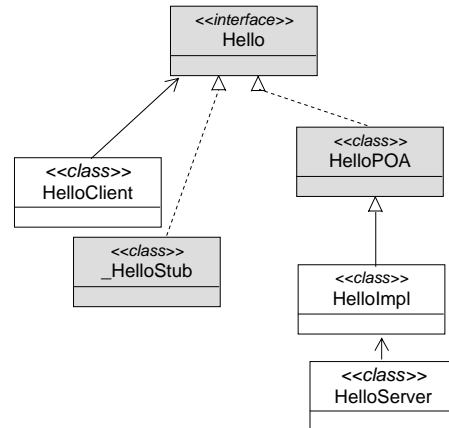 <<interface>>
Hello
<<class>>
HelloPOA
<<class>>
HelloClient
<<class>>
_HelloStub
<<class>>
HelloImpl
<<class>>
HelloServer